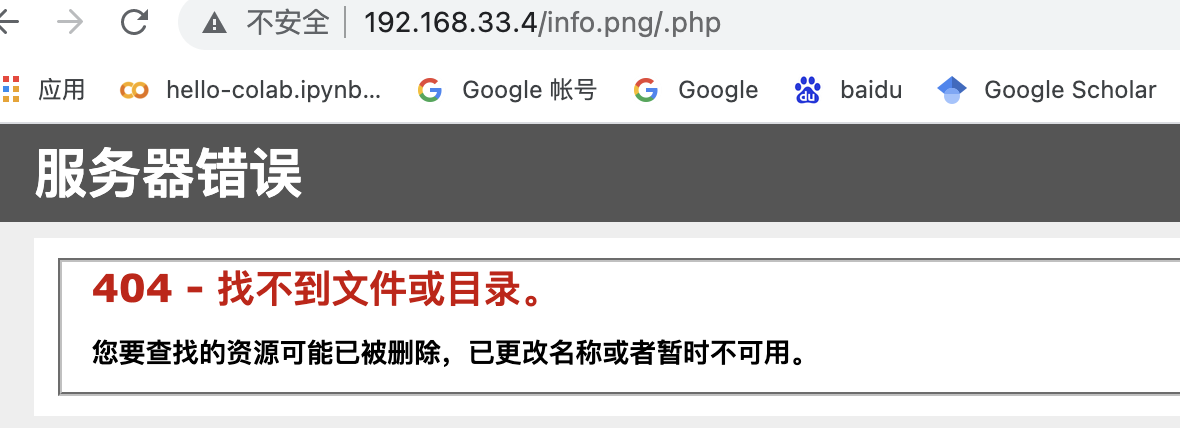 不安全 | 192.168.33.4/info.png/.php
应用 hello-colab.ipynb... Google 帐号 Google baidu Google Scholar
服务器错误
404 - 找不到文件或目录。
您要查找的资源可能已被删除，已更改名称或者暂时不可用。